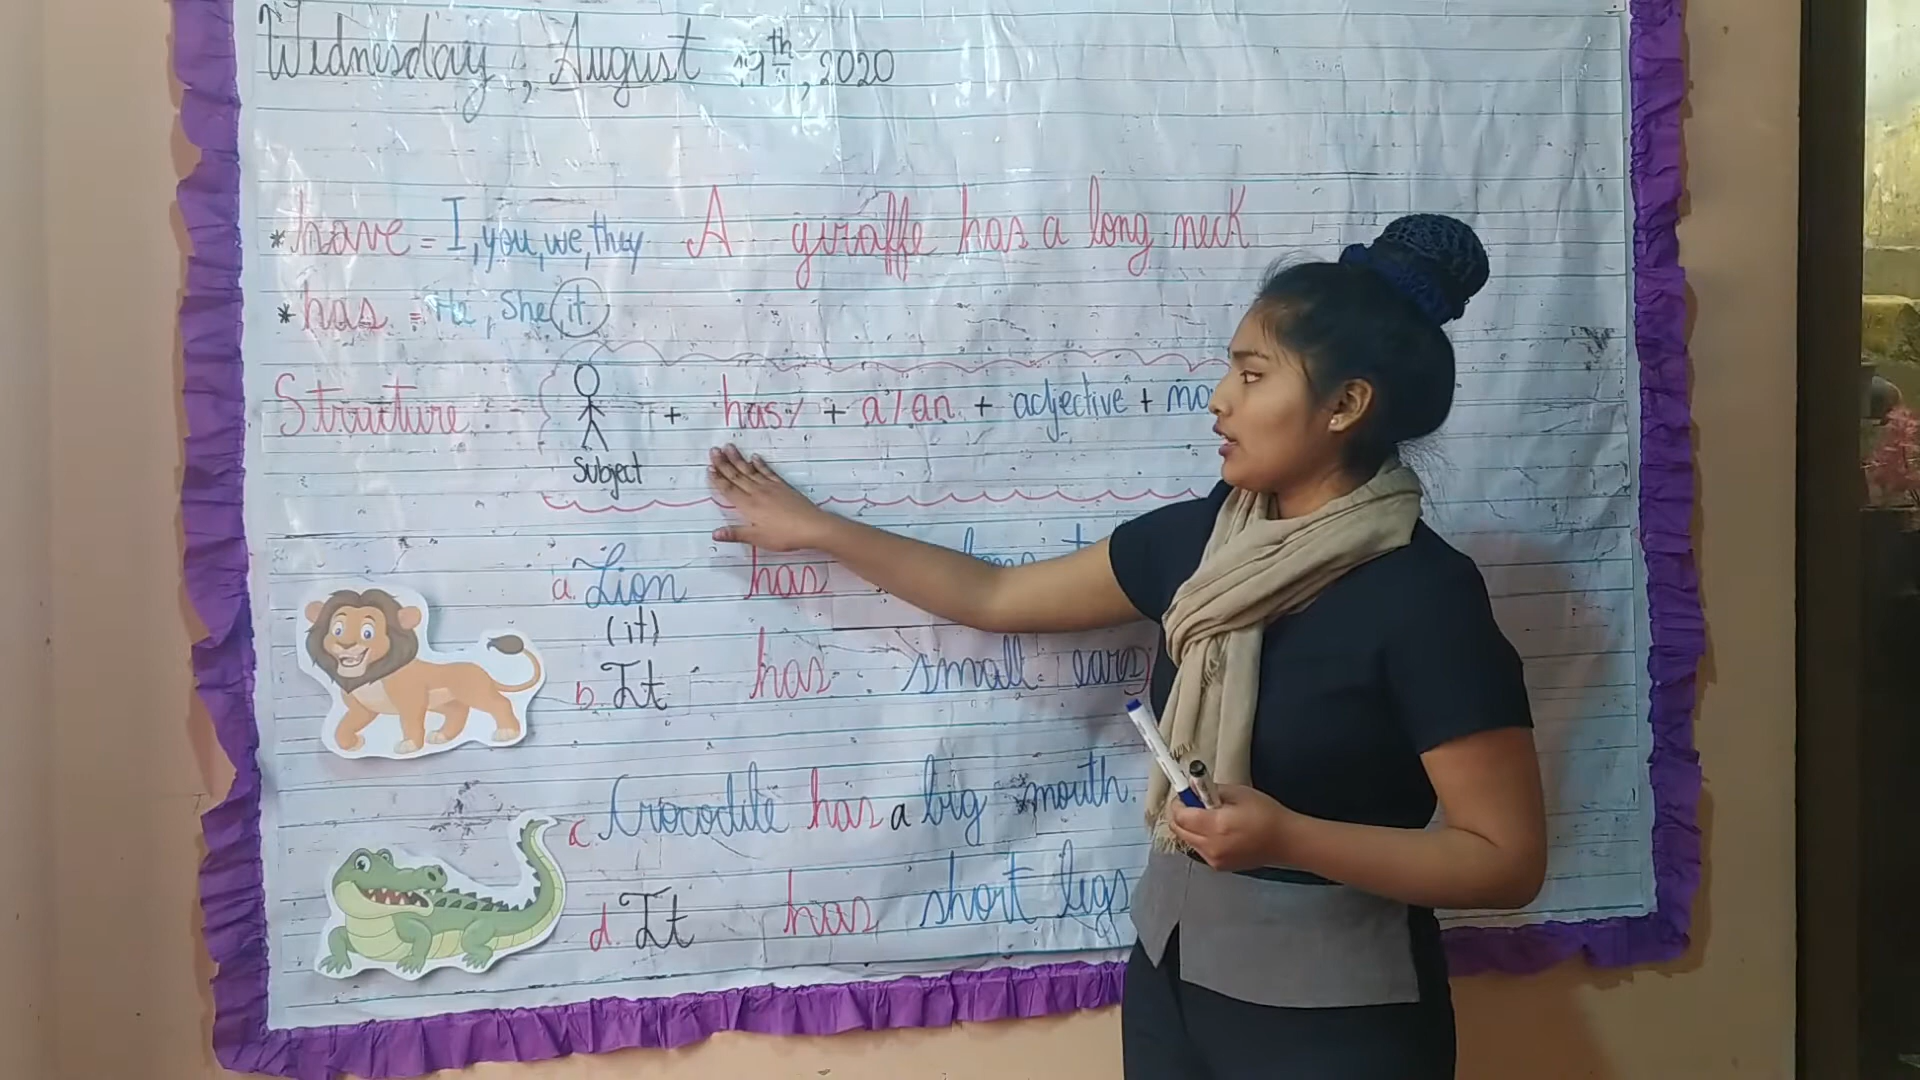 Wednesday, August 19th, 2020
*have = I, you, we, they A giraffe has a long neck
*has = He, She, it
Structure: + has/ + a/an + adjective +
Subject
a. Lion has
(it)
b. It has small ears
c. Crocodile has a big mouth.
d. It has short legs